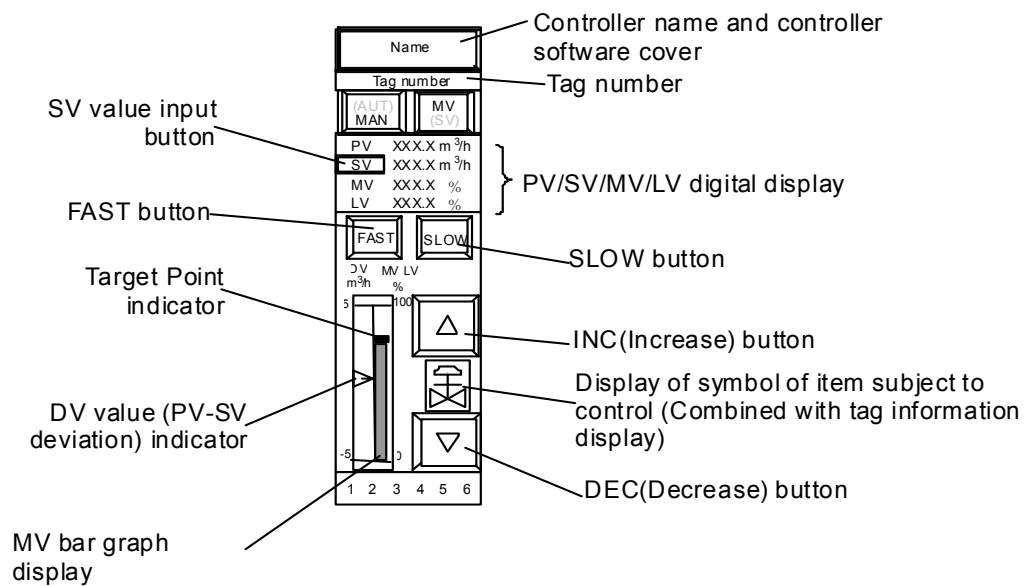 Controller name and controller
software cover
Name
Tag number
Tag number
SV value input
button
(AUT)
MAN
MV
(SV)
PV XXX.X m³/h
SV XXX.X m³/h
MV XXX.X %
LV XXX.X %
PV/SV/MV/LV digital display
FAST button
FAST
SLOW
SLOW button
Target Point
indicator
DV MV LV
m³/h %
5 100
INC(Increase) button
Display of symbol of item subject to
control (Combined with tag information
display)
DV value (PV-SV
deviation) indicator
-5 0
DEC(Decrease) button
1 2 3 4 5 6
MV bar graph
display